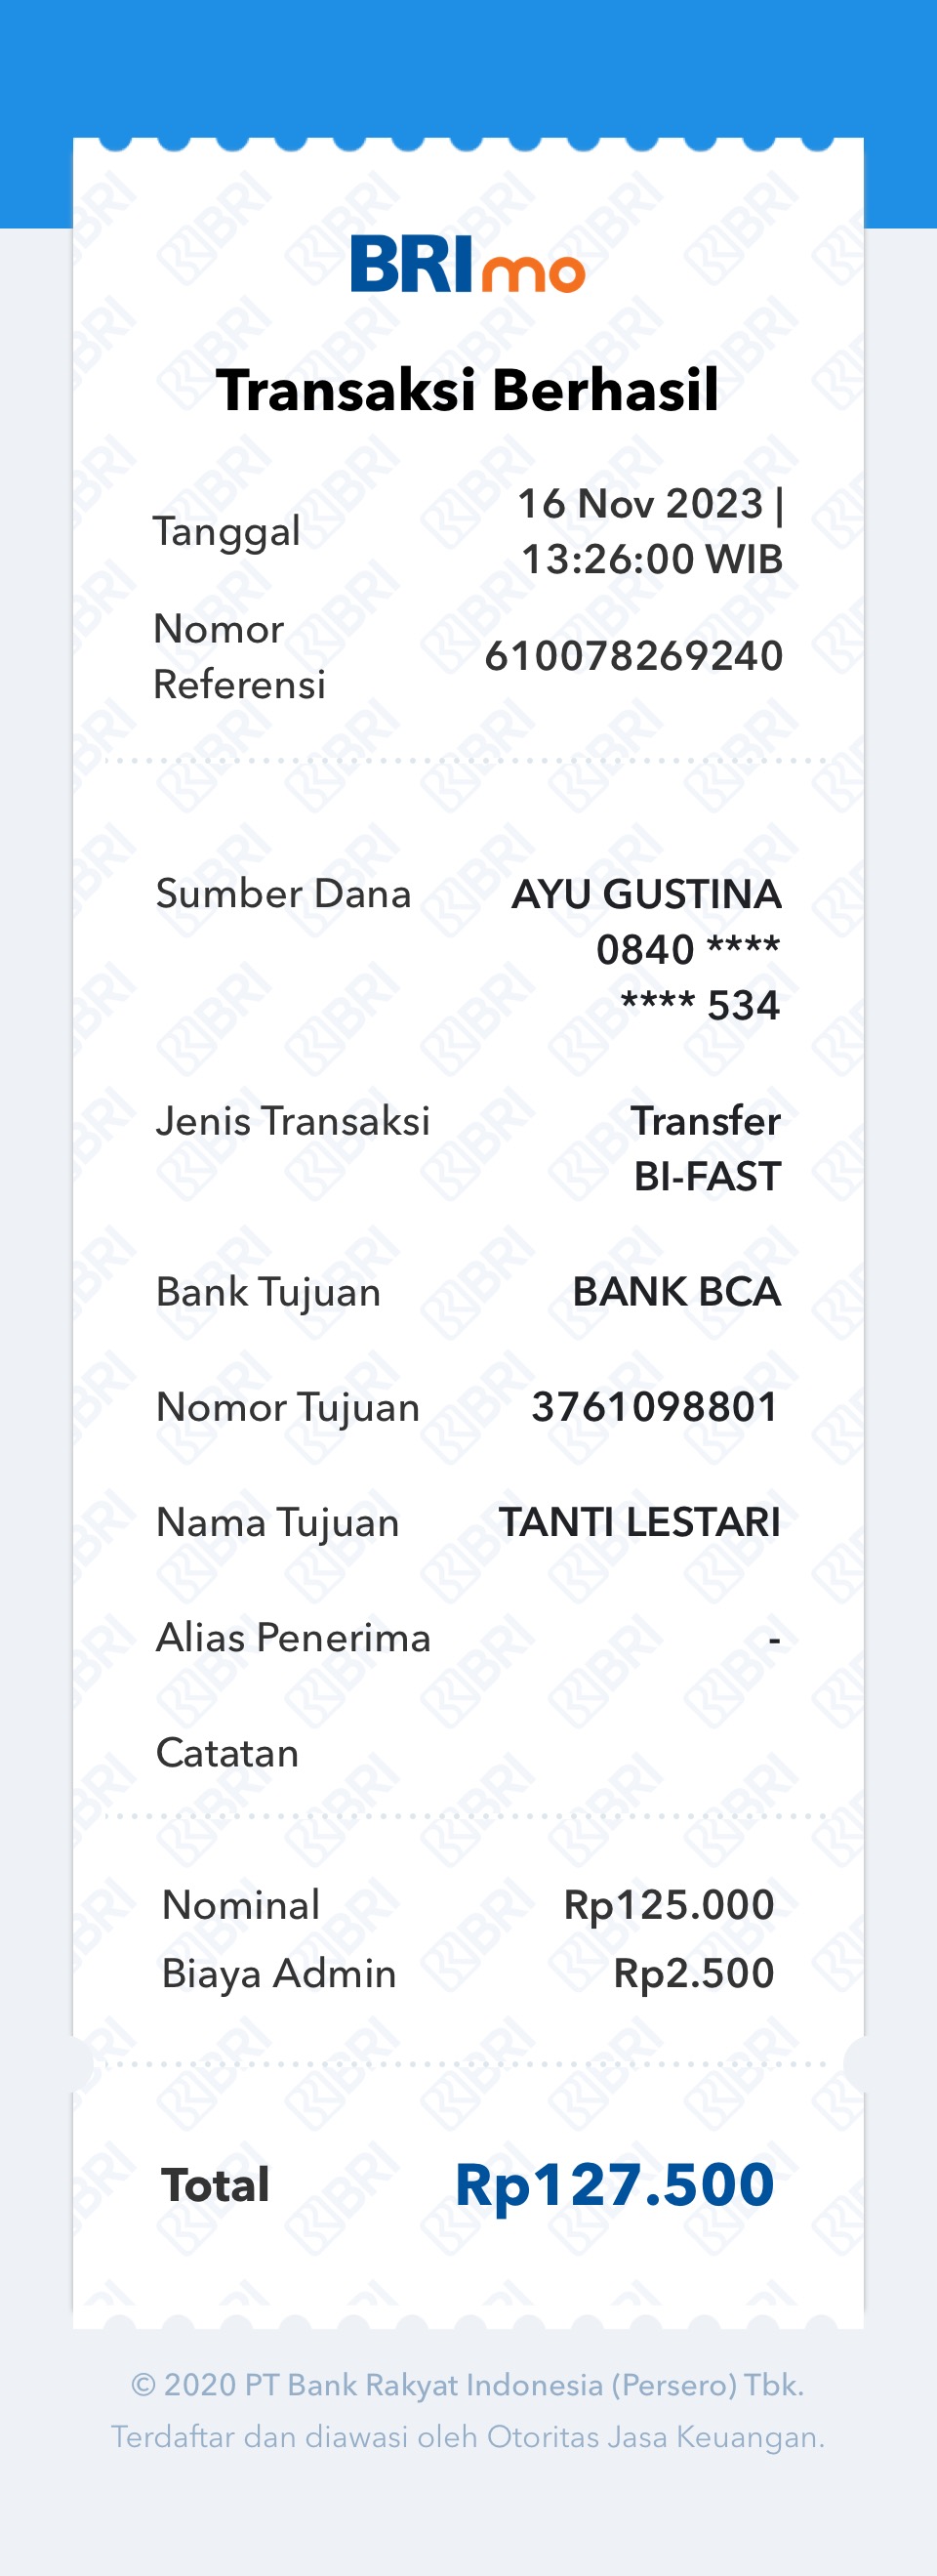 BRImo
Transaksi Berhasil
Tanggal
16 Nov 2023 |
13:26:00 WIB
Nomor
Referensi
610078269240
Sumber Dana
AYU GUSTINA
0840 ****
**** 534
Jenis Transaksi
Transfer
BI-FAST
Bank Tujuan
BANK BCA
Nomor Tujuan
3761098801
Nama Tujuan
TANTI LESTARI
Alias Penerima
-
Catatan
Nominal
Rp125.000
Biaya Admin
Rp2.500
Total
Rp127.500
© 2020 PT Bank Rakyat Indonesia (Persero) Tbk.
Terdaftar dan diawasi oleh Otoritas Jasa Keuangan.